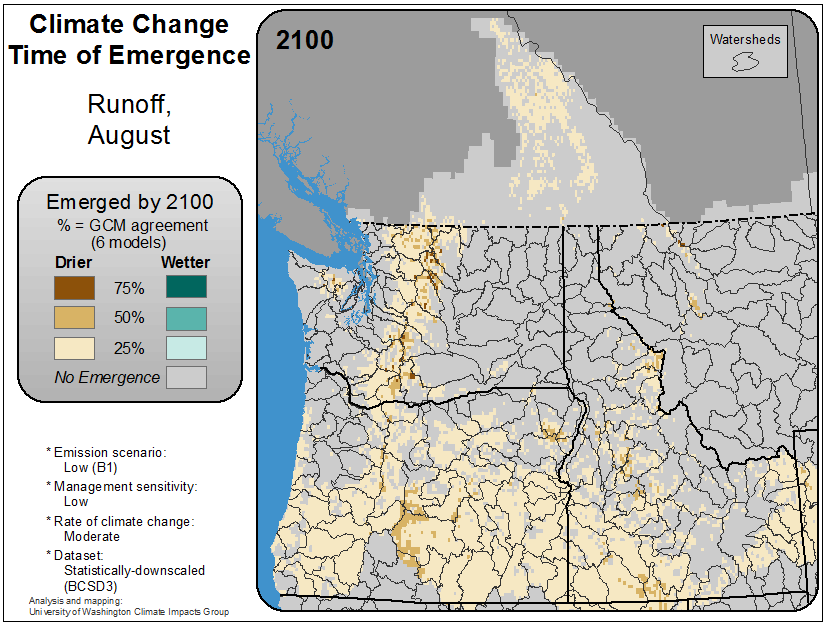 Climate Change
Time of Emergence
Runoff,
August
Emerged by 2100
% = GCM agreement
(6 models)
Drier Wetter
75%
50%
25%
No Emergence
* Emission scenario:
Low (B1)
* Management sensitivity:
Low
* Rate of climate change:
Moderate
* Dataset:
Statistically-downscaled
(BCSD3)
Analysis and mapping:
University of Washington Climate Impacts Group
2100
Watersheds